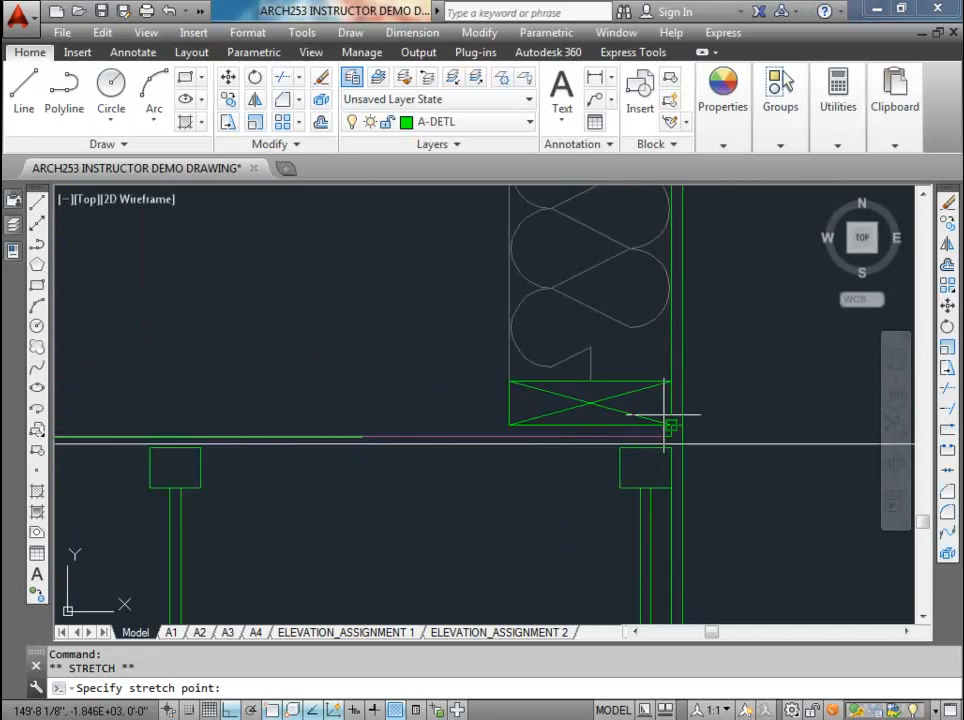 ARCH253 INSTRUCTOR DEMO D...
Type a keyword or phrase
Sign In
File Edit View Insert Format Tools Draw Dimension Modify Parametric Window Help Express
Home Insert Annotate Layout Parametric View Manage Output Plug-ins Autodesk 360 Express Tools
Line Polyline Circle Arc
Unsaved Layer State
A-DETL
Text
Insert
Properties Groups Utilities Clipboard
Draw Modify Layers Annotation Block
ARCH253 INSTRUCTOR DEMO DRAWING*
[−][Top][2D Wireframe]
N
W TOP E
S
WCS
Y
X
A
Model A1 A2 A3 A4 ELEVATION_ASSIGNMENT 1 ELEVATION_ASSIGNMENT 2
Command:
** STRETCH **
Specify stretch point:
149'-8 1/8", -1.846E+03, 0'-0"
MODEL
1:1